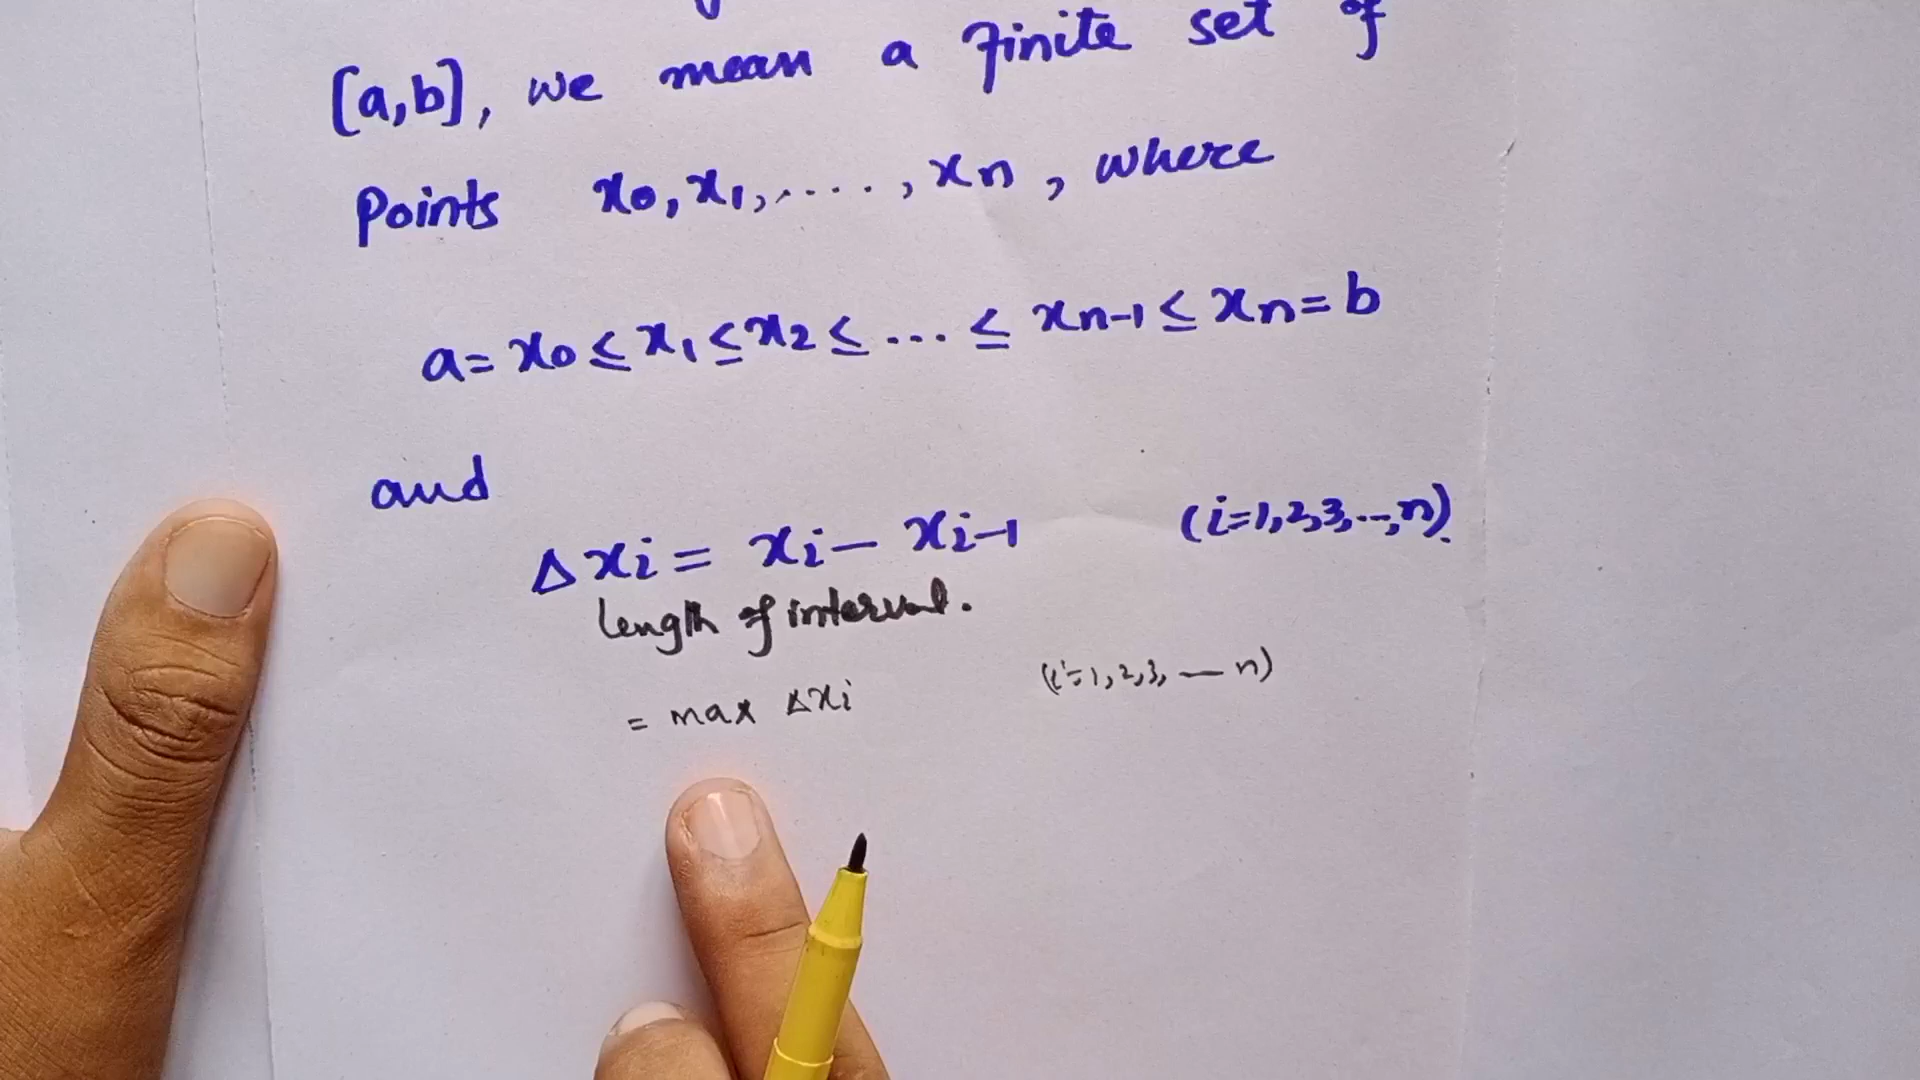 [a,b], we mean a finite set of
Points x₀, x₁, ....., xₙ, where
a = x₀ ≤ x₁ ≤ x₂ ≤ ... ≤ xₙ₋₁ ≤ xₙ = b
and
Δxᵢ = xᵢ − xᵢ₋₁ (i=1,2,3,...,n).
length of interval.
= max Δxᵢ (i=1,2,3, — n)